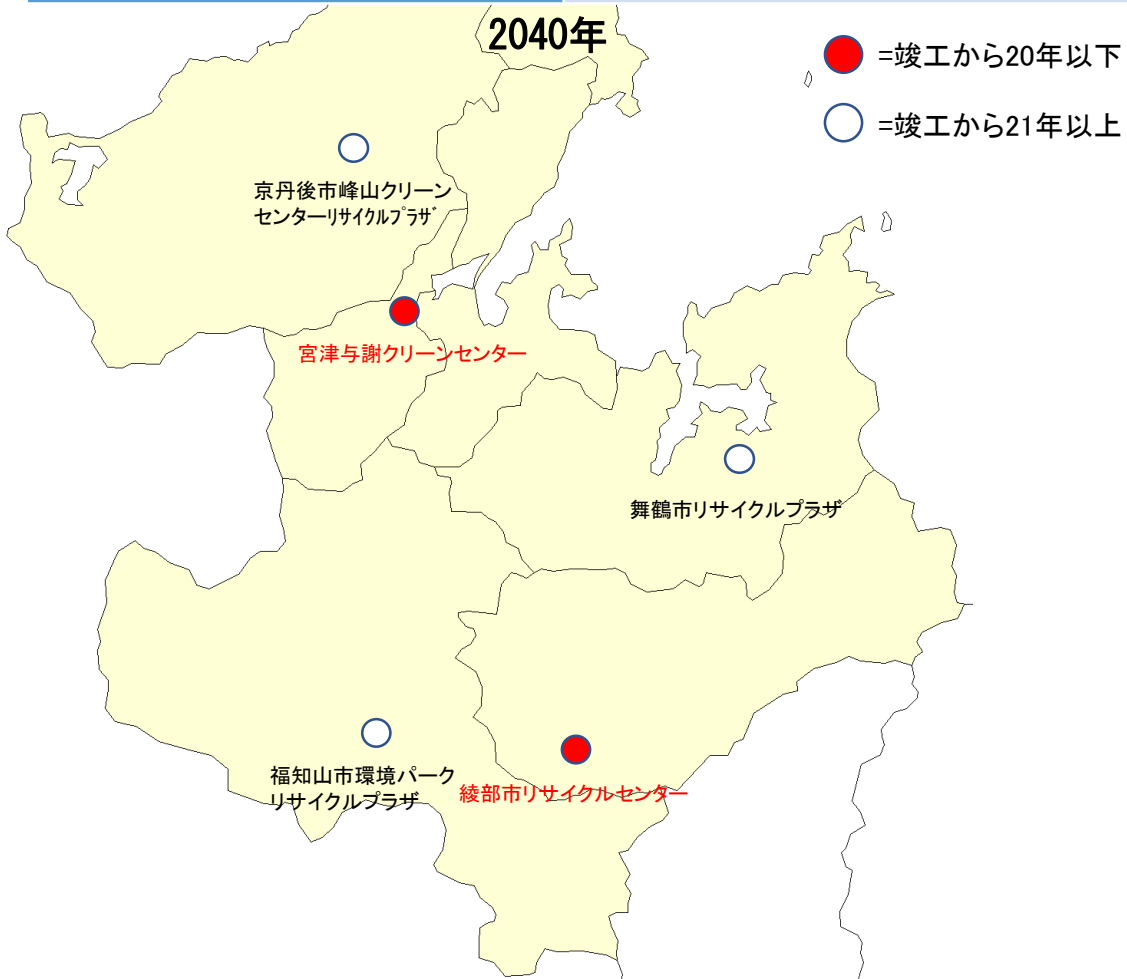 2040年
=竣工から20年以下
=竣工から21年以上
京丹後市峰山クリーン
センターリサイクルプラザ
宮津与謝クリーンセンター
舞鶴市リサイクルプラザ
福知山市環境パーク
リサイクルプラザ
綾部市リサイクルセンター